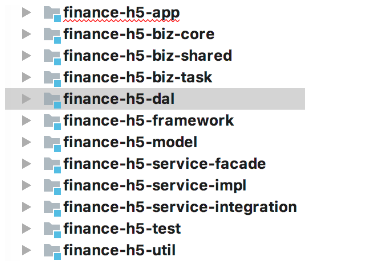 finance-h5-app
finance-h5-biz-core
finance-h5-biz-shared
finance-h5-biz-task
finance-h5-dal
finance-h5-framework
finance-h5-model
finance-h5-service-facade
finance-h5-service-impl
finance-h5-service-integration
finance-h5-test
finance-h5-util